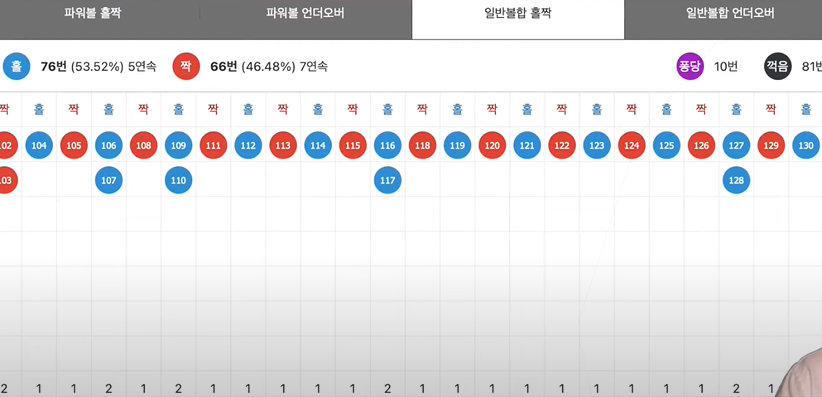 파워볼 홀짝 파워볼 언더오버 일반볼합 홀짝 일반볼합 언더오버
홀 76번 (53.52%) 5연속 짝 66번 (46.48%) 7연속 퐁당 10번 꺽음 81번
짝 홀 짝 홀 짝 홀 짝 홀 짝 홀 짝 홀 짝 홀 짝 홀 짝 홀 짝 홀 짝 홀 짝 홀
102 104 105 106 108 109 111 112 113 114 115 116 118 119 120 121 122 123 124 125 126 127 129 130
103 107 110 117 128
2 1 1 2 1 2 1 1 1 1 1 2 1 1 1 1 1 1 1 1 1 2 1